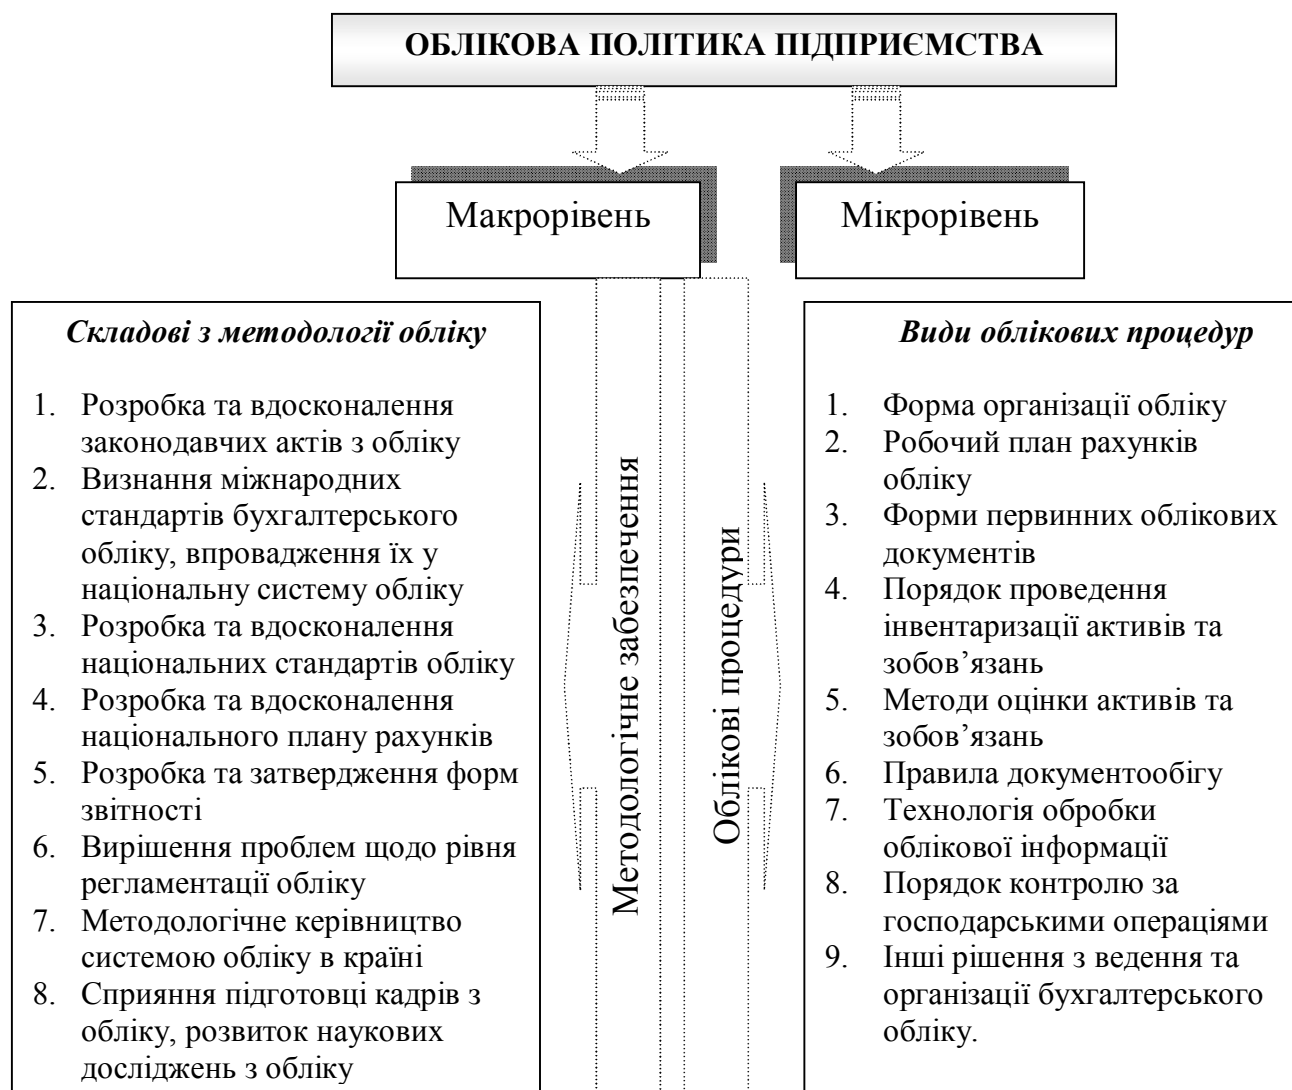 ОБЛІКОВА ПОЛІТИКА ПІДПРИЄМСТВА
Макрорівень
Мікрорівень
Складові з методології обліку
1. Розробка та вдосконалення
законодавчих актів з обліку
2. Визнання міжнародних
стандартів бухгалтерського
обліку, впровадження їх у
національну систему обліку
3. Розробка та вдосконалення
національних стандартів обліку
4. Розробка та вдосконалення
національного плану рахунків
5. Розробка та затвердження форм
звітності
6. Вирішення проблем щодо рівня
регламентації обліку
7. Методологічне керівництво
системою обліку в країні
8. Сприяння підготовці кадрів з
обліку, розвиток наукових
досліджень з обліку
Методологічне забезпечення
Облікові процедури
Види облікових процедур
1. Форма організації обліку
2. Робочий план рахунків
обліку
3. Форми первинних облікових
документів
4. Порядок проведення
інвентаризації активів та
зобов’язань
5. Методи оцінки активів та
зобов’язань
6. Правила документообігу
7. Технологія обробки
облікової інформації
8. Порядок контролю за
господарськими операціями
9. Інші рішення з ведення та
організації бухгалтерського
обліку.